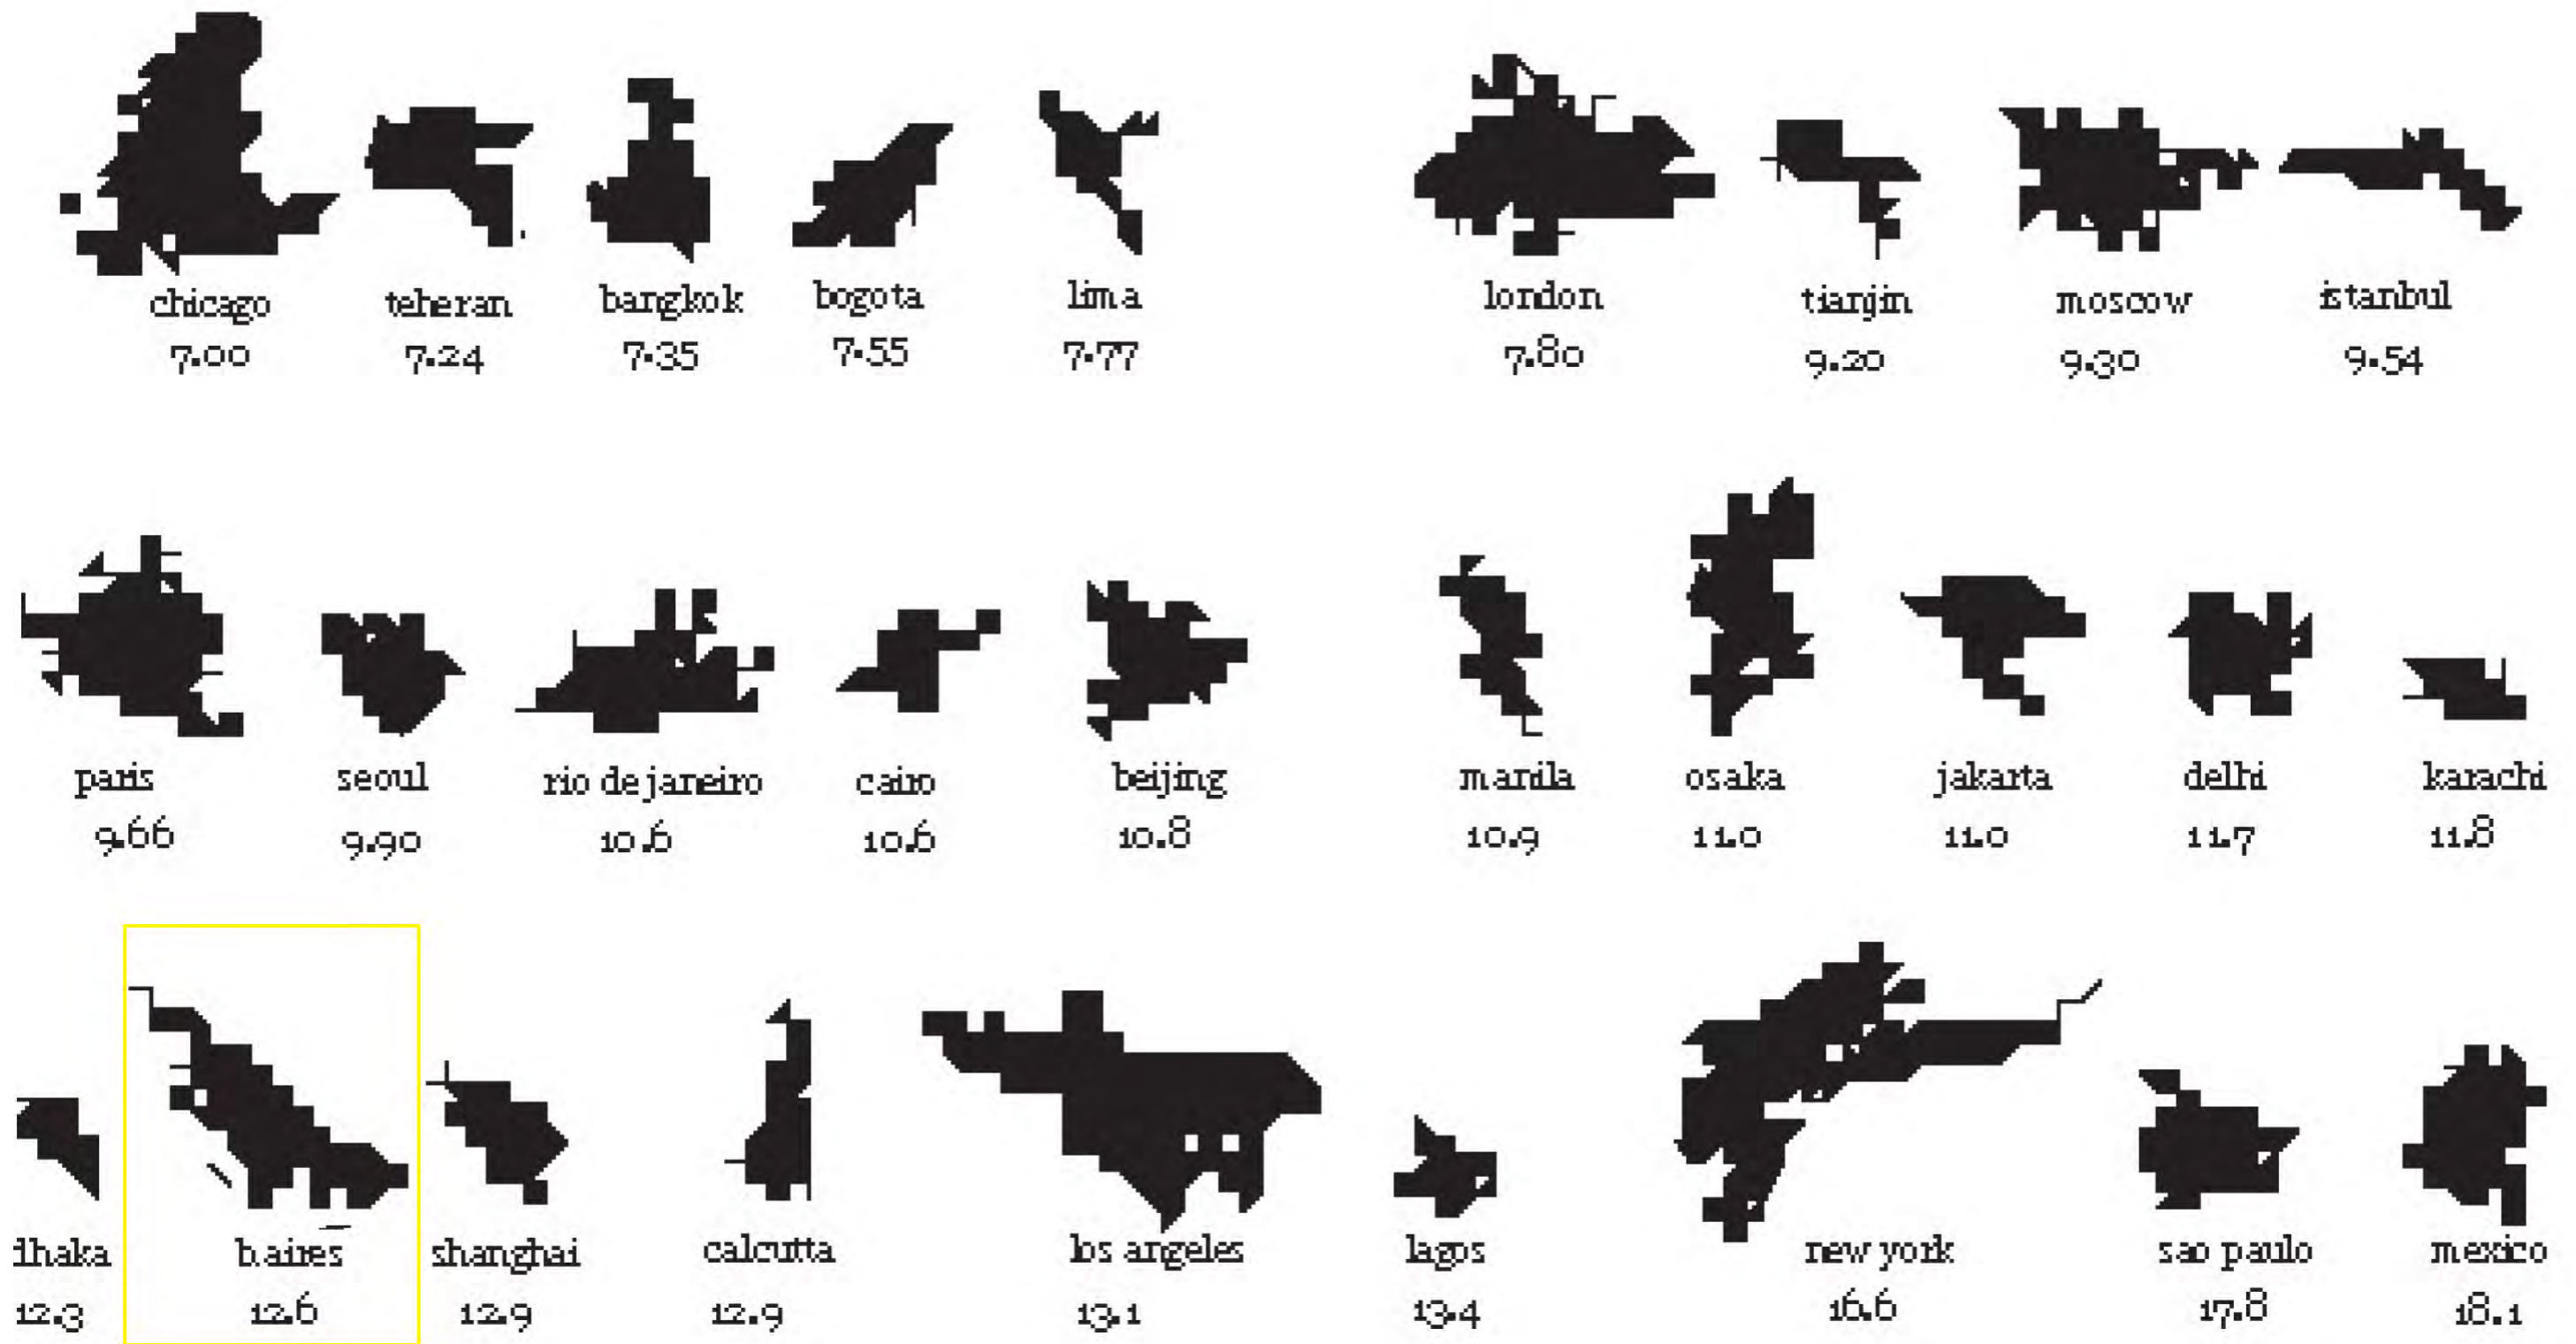 chicago teheran bangkok bogota lima london tianjin moscow istanbul
7.00 7.24 7.35 7.55 7.77 7.80 9.20 9.30 9.54
paris seoul rio de janeiro cairo beijing manila osaka jakarta delhi karachi
9.66 9.90 10.6 10.6 10.8 10.9 11.0 11.0 11.7 11.8
dhaka b.aires shanghai calcutta los angeles lagos new york sao paulo mexico
12.3 12.6 12.9 12.9 13.1 13.4 16.6 17.8 18.1